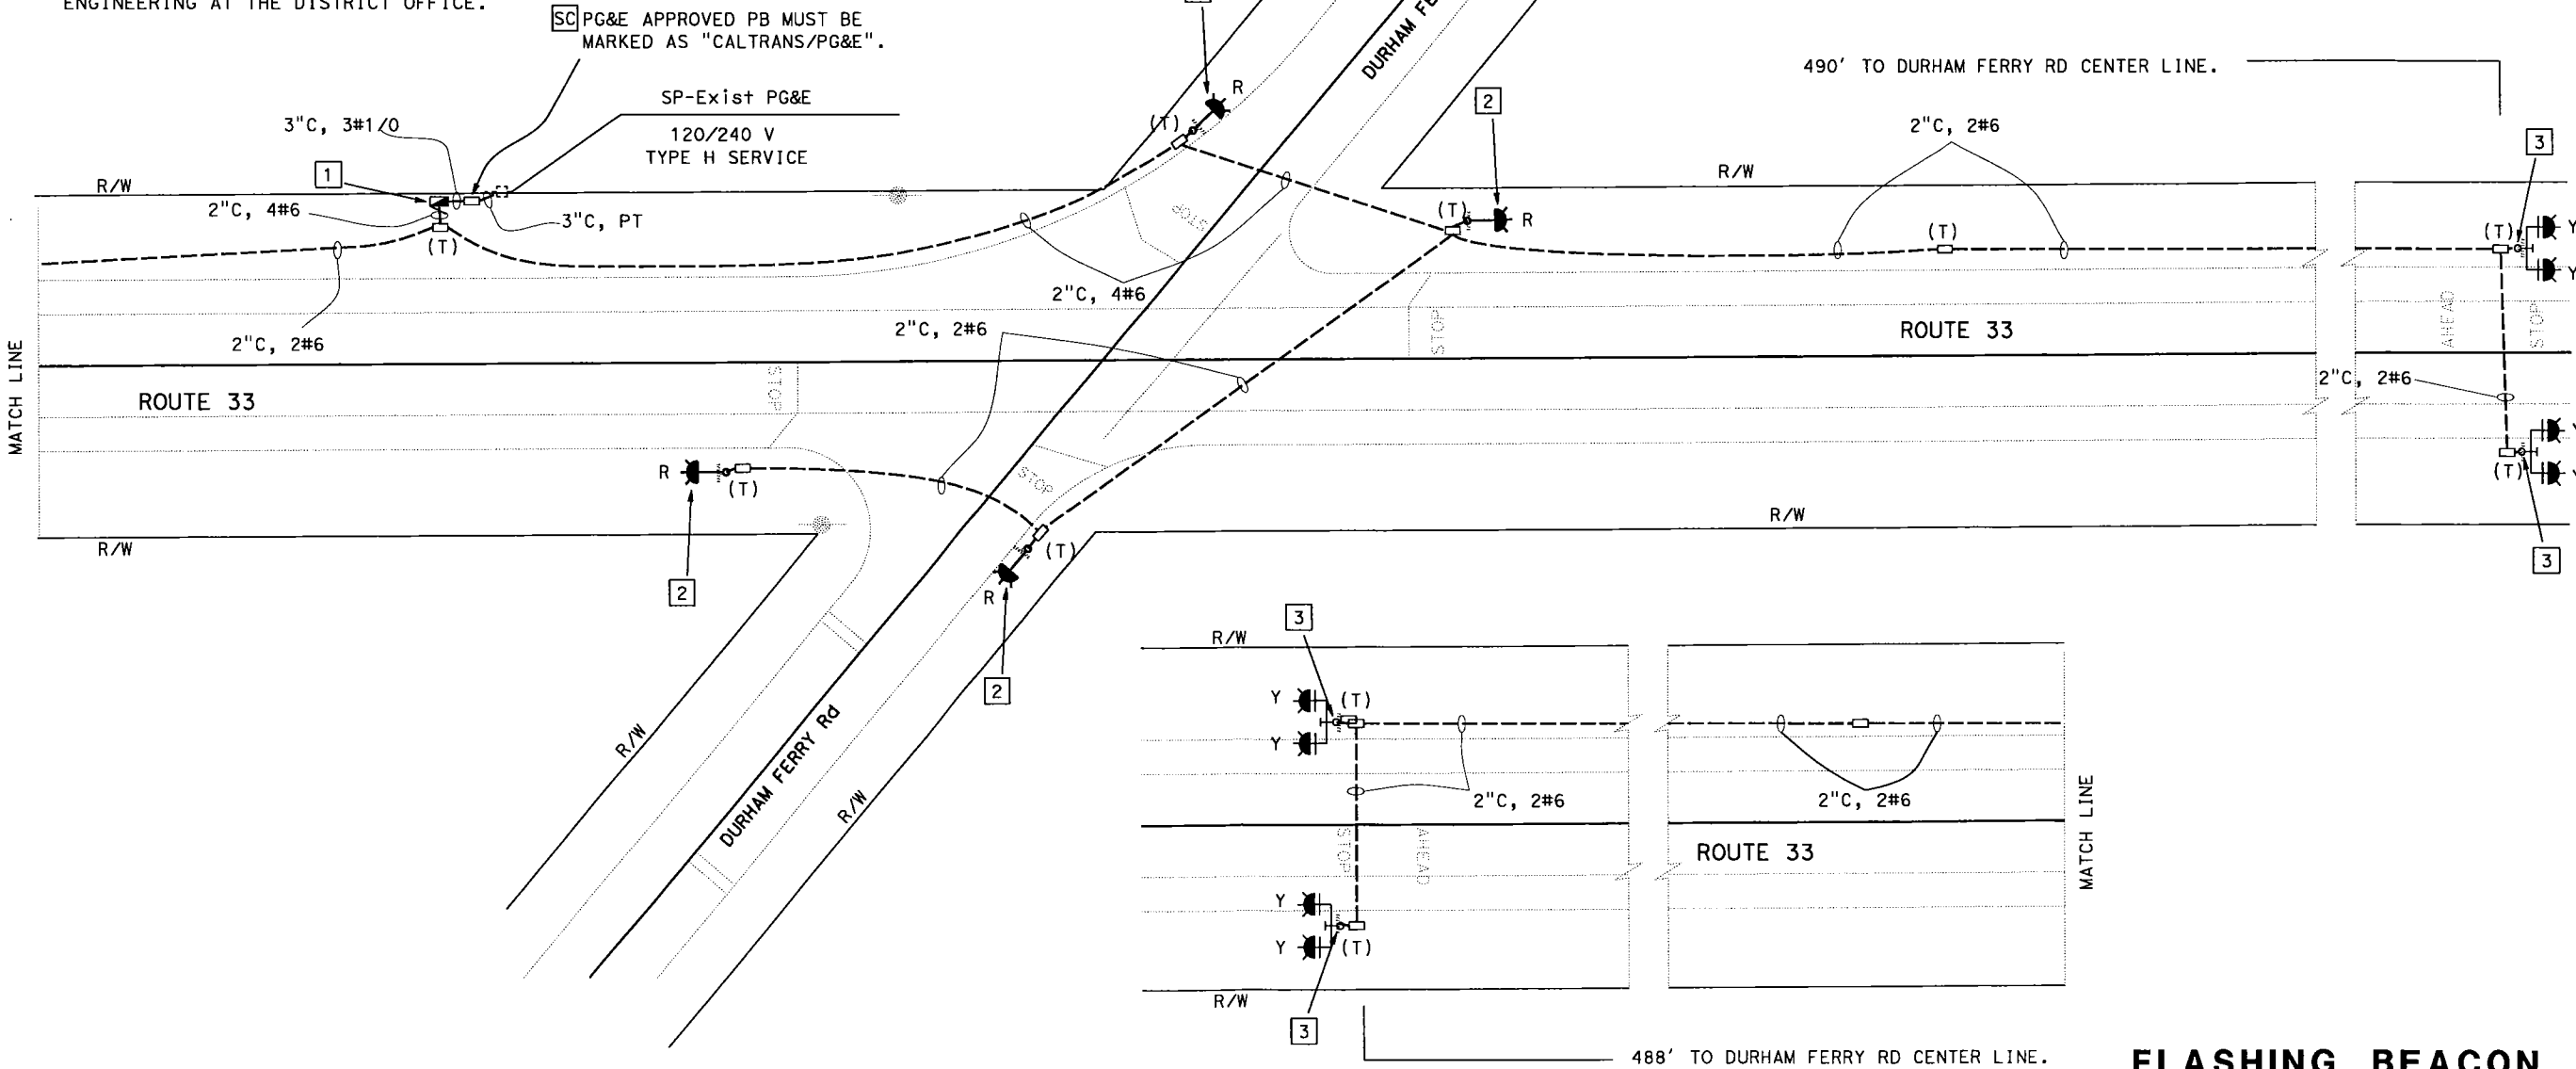 ENGINEERING AT THE DISTRICT OFFICE.
SC PG&E APPROVED PB MUST BE
MARKED AS "CALTRANS/PG&E".
SP-Exist PG&E
120/240 V
TYPE H SERVICE
3"C, 3#1/0
1
R/W
2"C, 4#6
(T)
3"C, PT
2"C, 2#6
MATCH LINE
ROUTE 33
R/W
STOP
R
(T)
2
R
(T)
STOP
2"C, 4#6
2"C, 2#6
DURHAM
2
(T)
R
STOP
490' TO DURHAM FERRY RD CENTER LINE.
2"C, 2#6
R/W
(T)
ROUTE 33
3
(T)
Y
Y
AHEAD
STOP
2"C, 2#6
(T)
3
R/W
STOP
(T)
R
2
R/W
DURHAM FERRY Rd
R/W
3
R/W
Y
(T)
Y
2"C, 2#6
2"C, 2#6
STOP
AHEAD
ROUTE 33
MATCH LINE
Y
Y
(T)
R/W
3
488' TO DURHAM FERRY RD CENTER LINE.
FLASHING BEACON